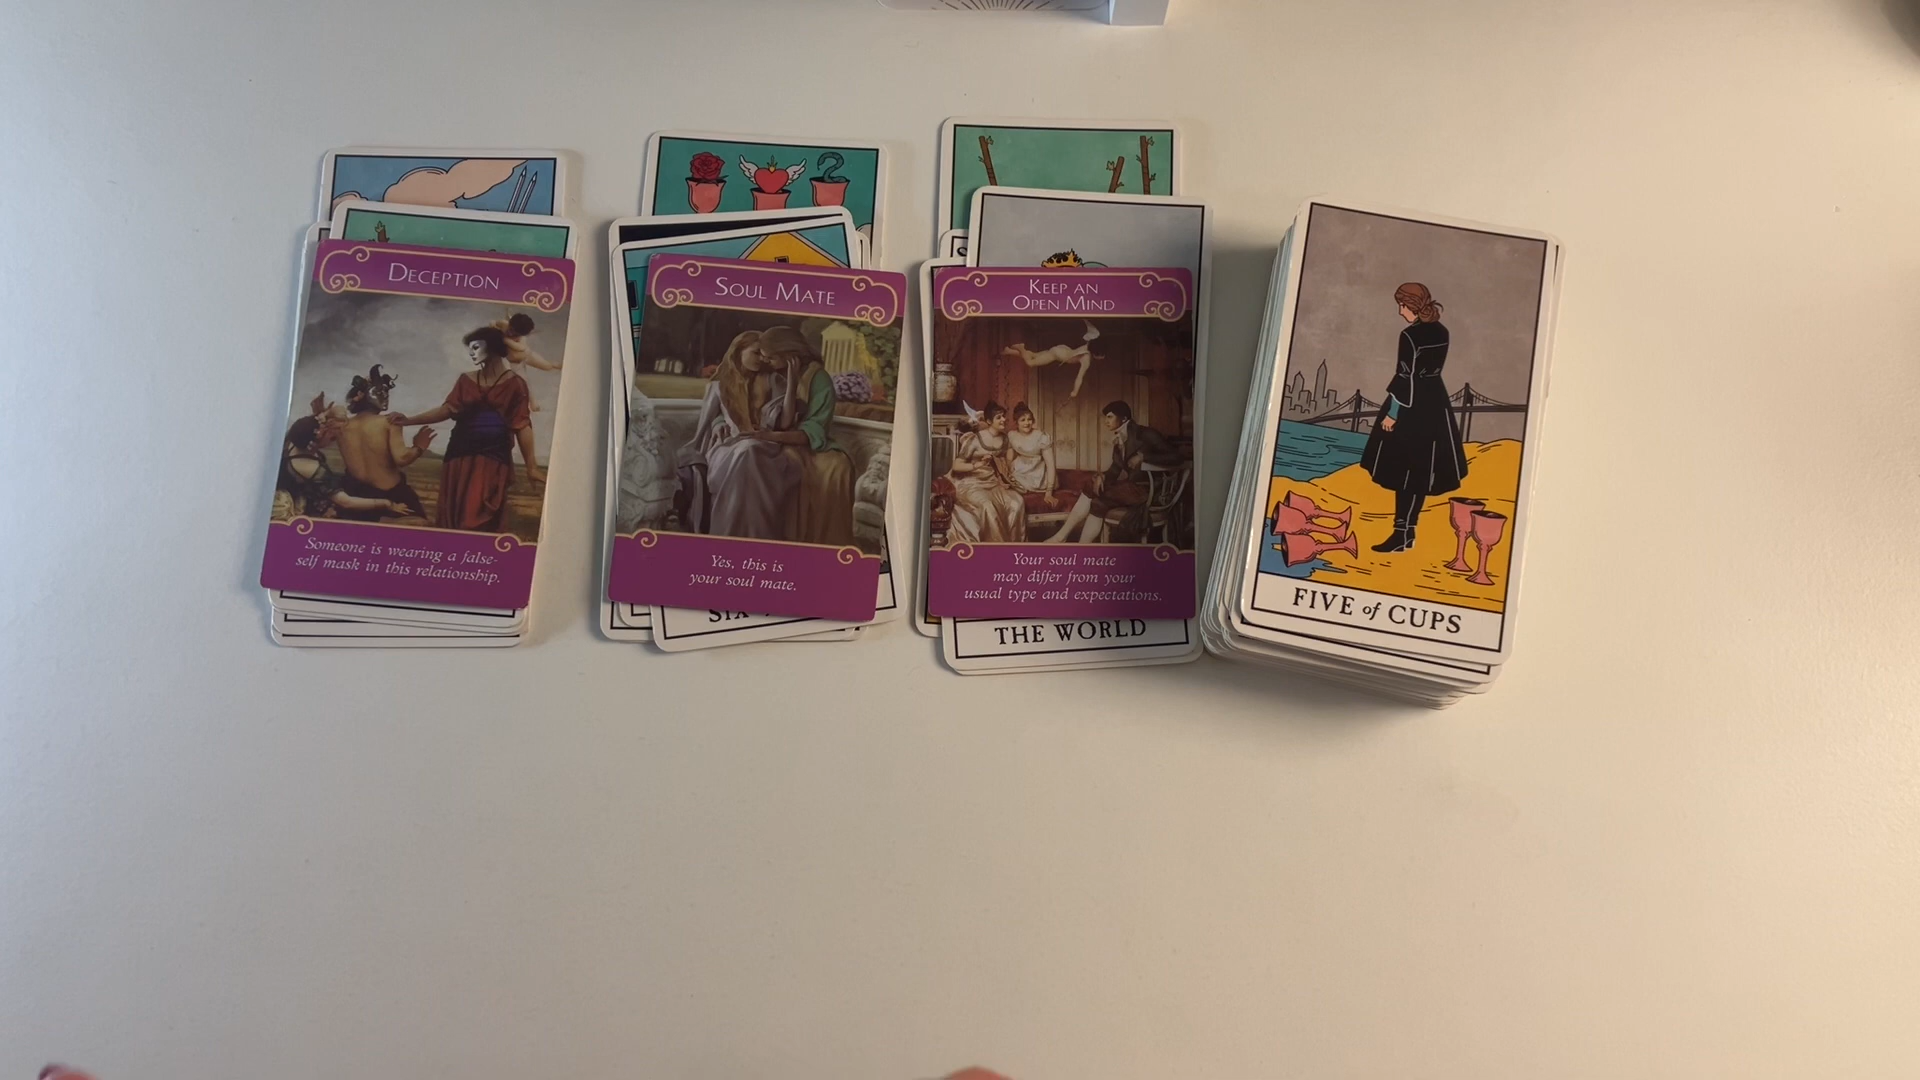 DECEPTION
Someone is wearing a false-
self mask in this relationship.
SOUL MATE
Yes, this is
your soul mate.
SIX
KEEP AN
OPEN MIND
Your soul mate
may differ from your
usual type and expectations.
THE WORLD
FIVE of CUPS